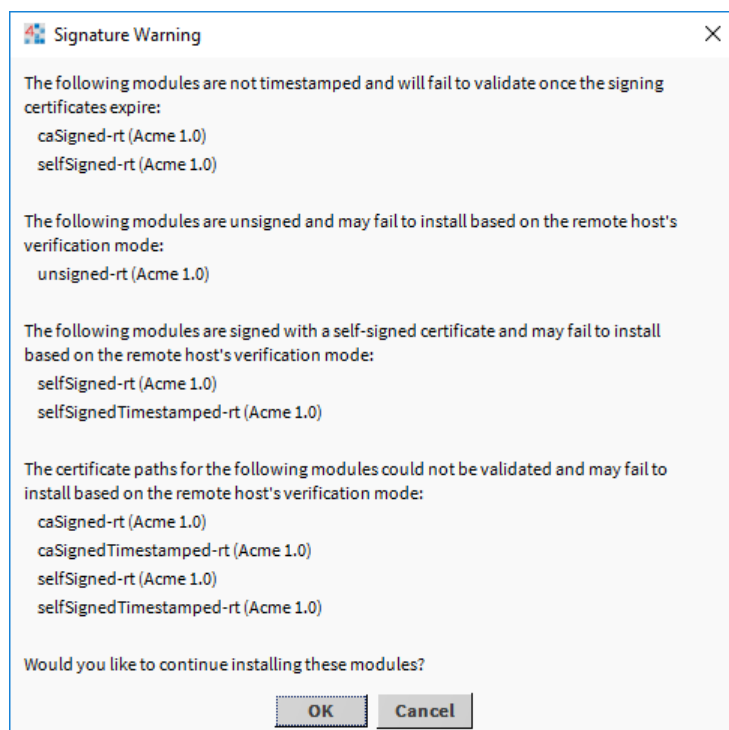 Signature Warning
The following modules are not timestamped and will fail to validate once the signing
certificates expire:
caSigned-rt (Acme 1.0)
selfSigned-rt (Acme 1.0)
The following modules are unsigned and may fail to install based on the remote host's
verification mode:
unsigned-rt (Acme 1.0)
The following modules are signed with a self-signed certificate and may fail to install
based on the remote host's verification mode:
selfSigned-rt (Acme 1.0)
selfSignedTimestamped-rt (Acme 1.0)
The certificate paths for the following modules could not be validated and may fail to
install based on the remote host's verification mode:
caSigned-rt (Acme 1.0)
caSignedTimestamped-rt (Acme 1.0)
selfSigned-rt (Acme 1.0)
selfSignedTimestamped-rt (Acme 1.0)
Would you like to continue installing these modules?
OK Cancel